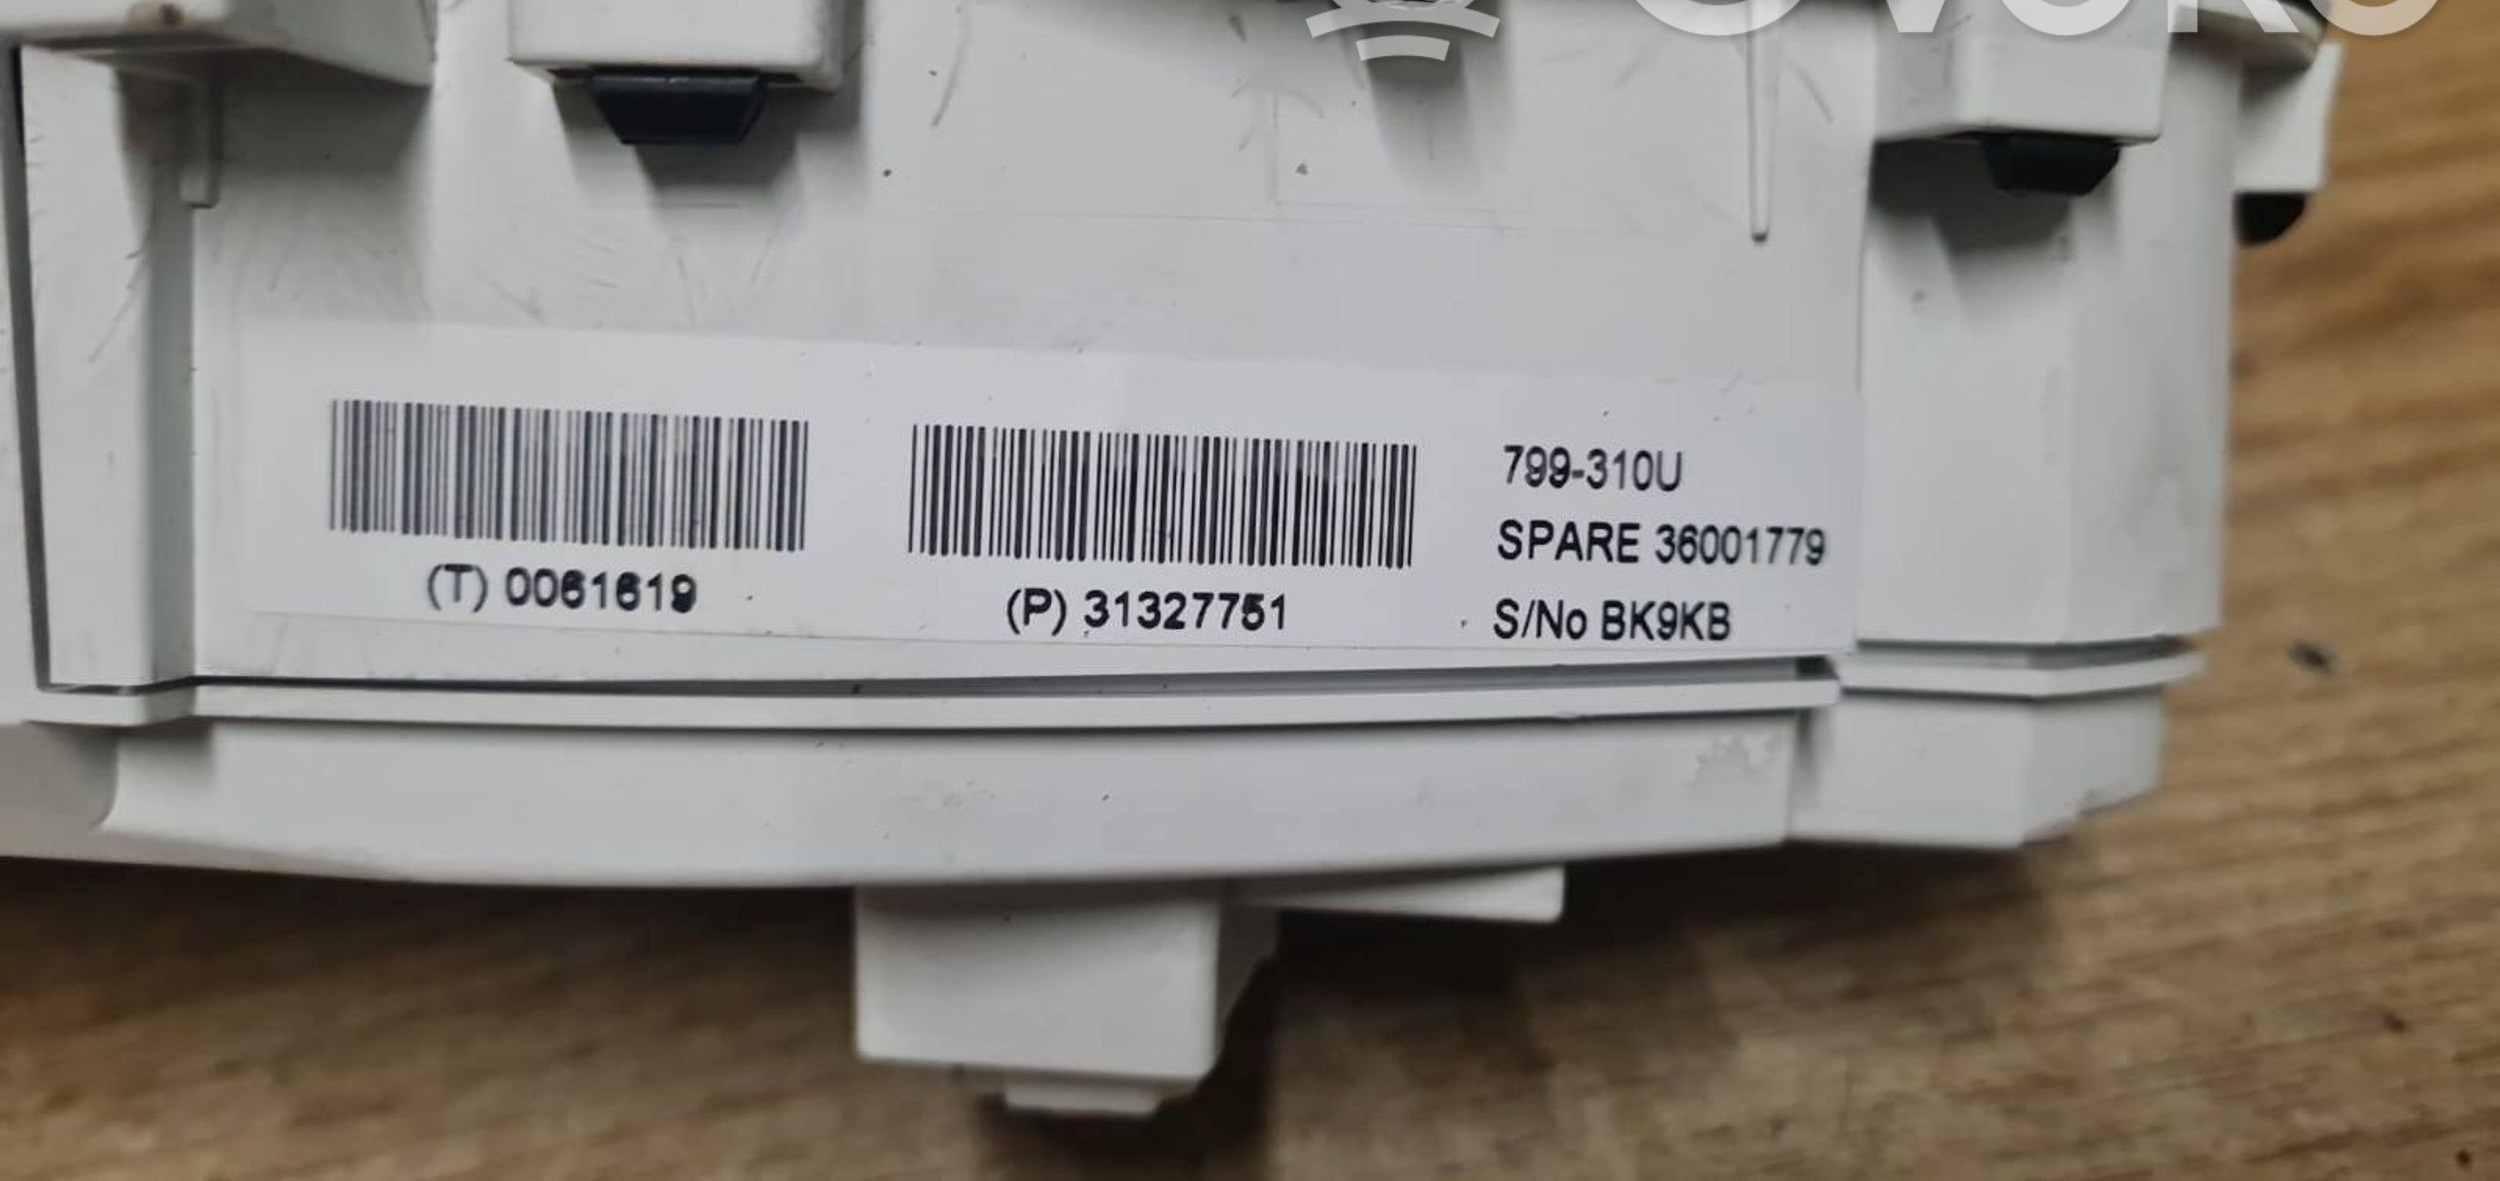 799-310U
SPARE 36001779
(T) 0061619
(P) 31327751
S/No BK9KB